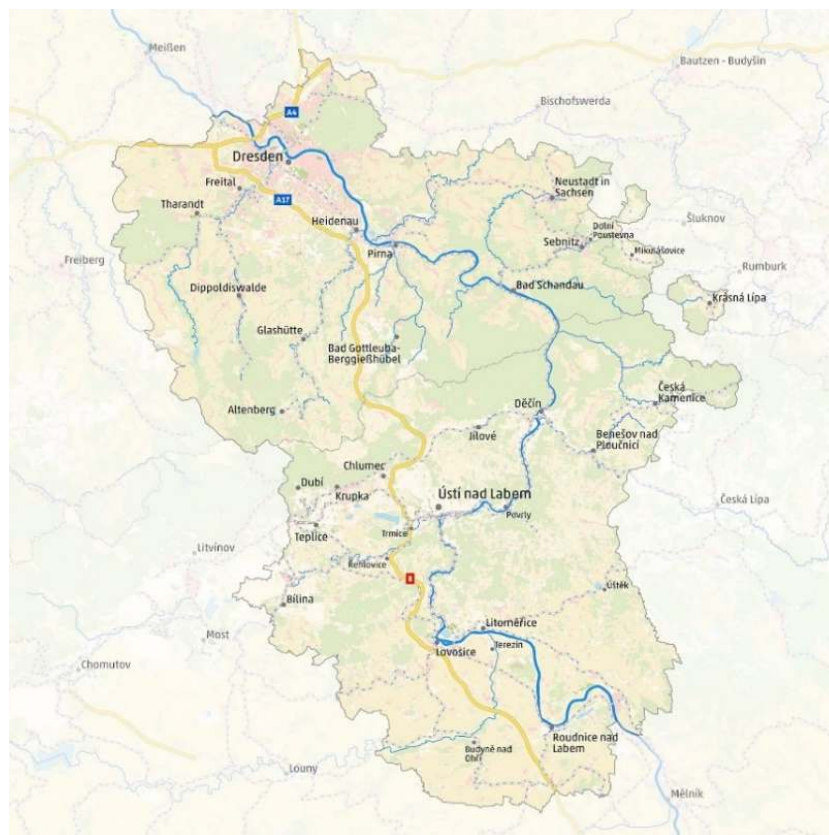 Meißen
Bautzen - Budyšin
Bischofswerda
A4
Dresden
Freital
A17
Tharandt
Neustadt in
Sachsen
Heidenau
Pirna
Dolní
Poustevna
Šluknov
Sebnitz
Mikulášovice
Freiberg
Rumburk
Dippoldiswalde
Bad Schandau
Krásná Lípa
Glashütte
Bad Gottleuba-
Berggießhübel
Česká
Kamenice
Altenberg
Děčín
Jílové
Benešov nad
Ploučnicí
Chlumec
Dubí
Krupka
Ústí nad Labem
Česká Lípa
Povrly
Teplice
Trmice
Litvínov
Řehlovice
8
Úštěk
Bílina
Litoměřice
Most
Lovošice
Terezín
Chomutov
Roudnice nad
Labem
Budyně nad
Ohří
Louny
Mělník